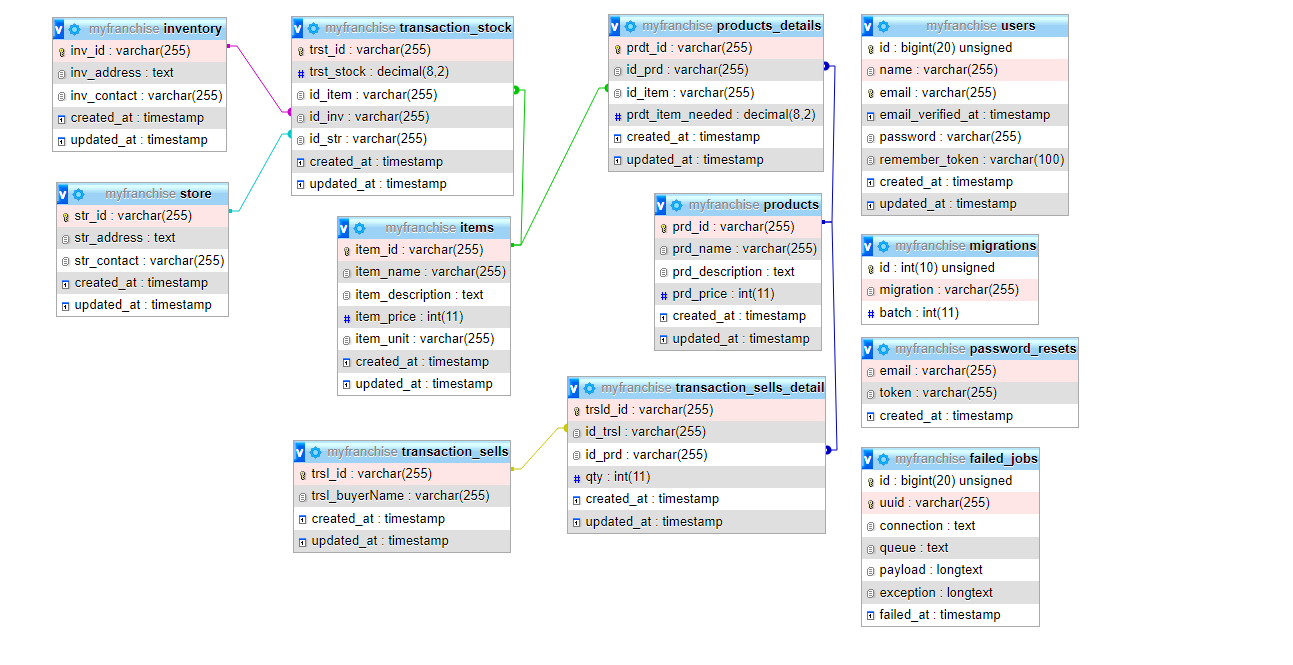 v myfranchise inventory
inv_id : varchar(255)
inv_address : text
inv_contact : varchar(255)
created_at : timestamp
updated_at : timestamp
v myfranchise store
str_id : varchar(255)
str_address : text
str_contact : varchar(255)
created_at : timestamp
updated_at : timestamp
v myfranchise transaction_stock
trst_id : varchar(255)
# trst_stock : decimal(8,2)
id_item : varchar(255)
id_inv : varchar(255)
id_str : varchar(255)
created_at : timestamp
updated_at : timestamp
v myfranchise items
item_id : varchar(255)
item_name : varchar(255)
item_description : text
# item_price : int(11)
item_unit : varchar(255)
created_at : timestamp
updated_at : timestamp
v myfranchise transaction_sells
trsl_id : varchar(255)
trsl_buyerName : varchar(255)
created_at : timestamp
updated_at : timestamp
v myfranchise products_details
prdt_id : varchar(255)
id_prd : varchar(255)
id_item : varchar(255)
# prdt_item_needed : decimal(8,2)
created_at : timestamp
updated_at : timestamp
v myfranchise products
prd_id : varchar(255)
prd_name : varchar(255)
prd_description : text
# prd_price : int(11)
created_at : timestamp
updated_at : timestamp
v myfranchise transaction_sells_detail
trsld_id : varchar(255)
id_trsl : varchar(255)
id_prd : varchar(255)
# qty : int(11)
created_at : timestamp
updated_at : timestamp
v myfranchise users
id : bigint(20) unsigned
name : varchar(255)
email : varchar(255)
email_verified_at : timestamp
password : varchar(255)
remember_token : varchar(100)
created_at : timestamp
updated_at : timestamp
v myfranchise migrations
id : int(10) unsigned
migration : varchar(255)
# batch : int(11)
v myfranchise password_resets
email : varchar(255)
token : varchar(255)
created_at : timestamp
v myfranchise failed_jobs
id : bigint(20) unsigned
uuid : varchar(255)
connection : text
queue : text
payload : longtext
exception : longtext
failed_at : timestamp